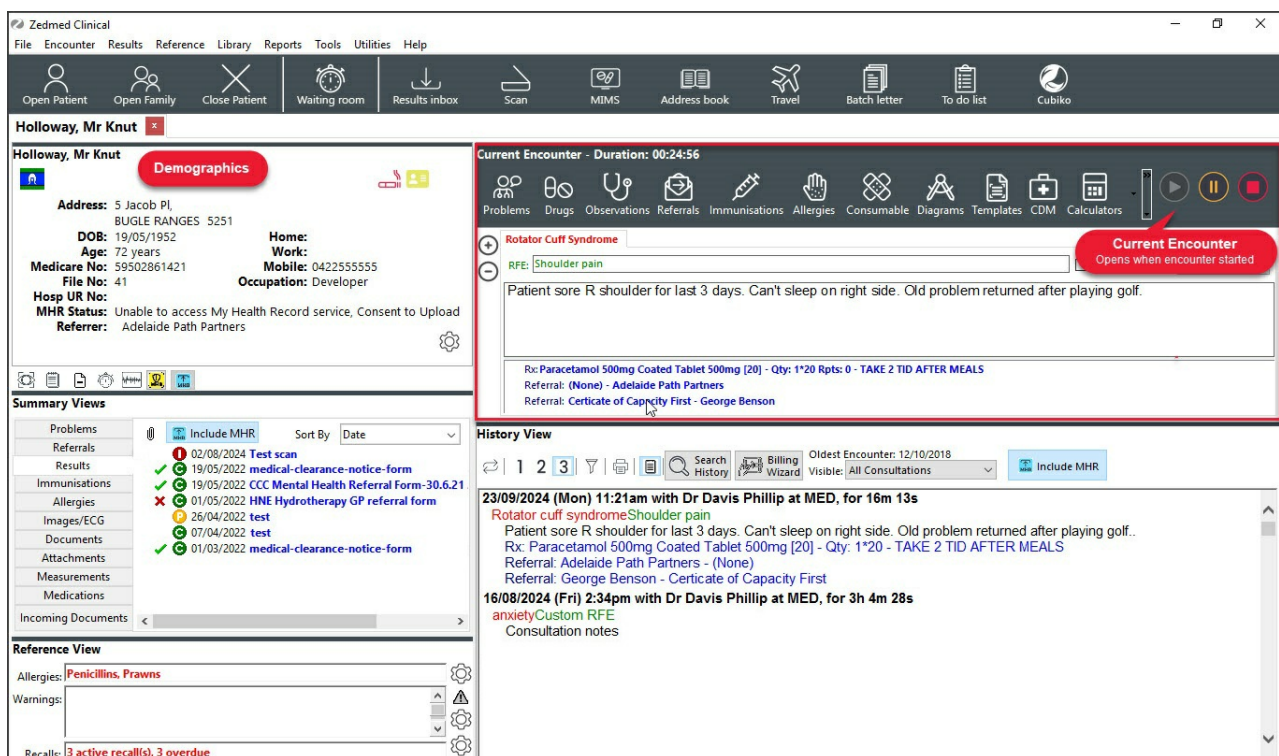 Zedmed Clinical
File Encounter Results Reference Library Reports Tools Utilities Help
Open Patient Open Family Close Patient Waiting room Results inbox Scan MIMS Address book Travel Batch letter To do list Cubiko
Holloway, Mr Knut x
Holloway, Mr Knut
Demographics
Address: 5 Jacob Pl,
BUGLE RANGES 5251
DOB: 19/05/1952 Home:
Age: 72 years Work:
Medicare No: 59502861421 Mobile: 0422555555
File No: 41 Occupation: Developer
Hosp UR No:
MHR Status: Unable to access My Health Record service, Consent to Upload
Referrer: Adelaide Path Partners
Summary Views
Problems
Referrals
Results
Immunisations
Allergies
Images/ECG
Documents
Attachments
Measurements
Medications
Incoming Documents
Include MHR Sort By Date
02/08/2024 Test scan
C 19/05/2022 medical-clearance-notice-form
C 19/05/2022 CCC Mental Health Referral Form-30.6.21
C 01/05/2022 HNE Hydrotherapy GP referral form
P 26/04/2022 test
C 07/04/2022 test
C 01/03/2022 medical-clearance-notice-form
Reference View
Allergies: Penicillins, Prawns
Warnings:
Recalls: 3 active recall(s), 3 overdue
Current Encounter - Duration: 00:24:56
Problems Drugs Observations Referrals Immunisations Allergies Consumable Diagrams Templates CDM Calculators
Current Encounter
Opens when encounter started
Rotator Cuff Syndrome
RFE: Shoulder pain
Patient sore R shoulder for last 3 days. Can't sleep on right side. Old problem returned after playing golf.
Rx: Paracetamol 500mg Coated Tablet 500mg [20] - Qty: 1*20 Rpts: 0 - TAKE 2 TID AFTER MEALS
Referral: (None) - Adelaide Path Partners
Referral: Certicate of Capacity First - George Benson
History View
1 2 3 Search History Billing Wizard Oldest Encounter: 12/10/2018
Visible: All Consultations Include MHR
23/09/2024 (Mon) 11:21am with Dr Davis Phillip at MED, for 16m 13s
Rotator cuff syndromeShoulder pain
Patient sore R shoulder for last 3 days. Can't sleep on right side. Old problem returned after playing golf..
Rx: Paracetamol 500mg Coated Tablet 500mg [20] - Qty: 1*20 - TAKE 2 TID AFTER MEALS
Referral: Adelaide Path Partners - (None)
Referral: George Benson - Certicate of Capacity First
16/08/2024 (Fri) 2:34pm with Dr Davis Phillip at MED, for 3h 4m 28s
anxietyCustom RFE
Consultation notes